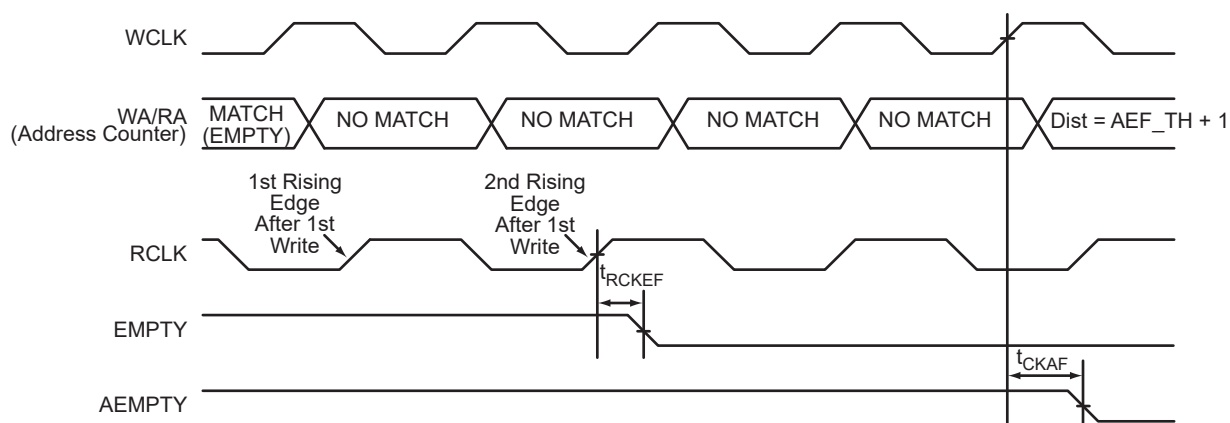 WCLK
WA/RA
(Address Counter)
MATCH
(EMPTY)
NO MATCH
NO MATCH
NO MATCH
NO MATCH
Dist = AEF_TH + 1
1st Rising
Edge
After 1st
Write
2nd Rising
Edge
After 1st
Write
RCLK
tRCKEF
EMPTY
tCKAF
AEMPTY